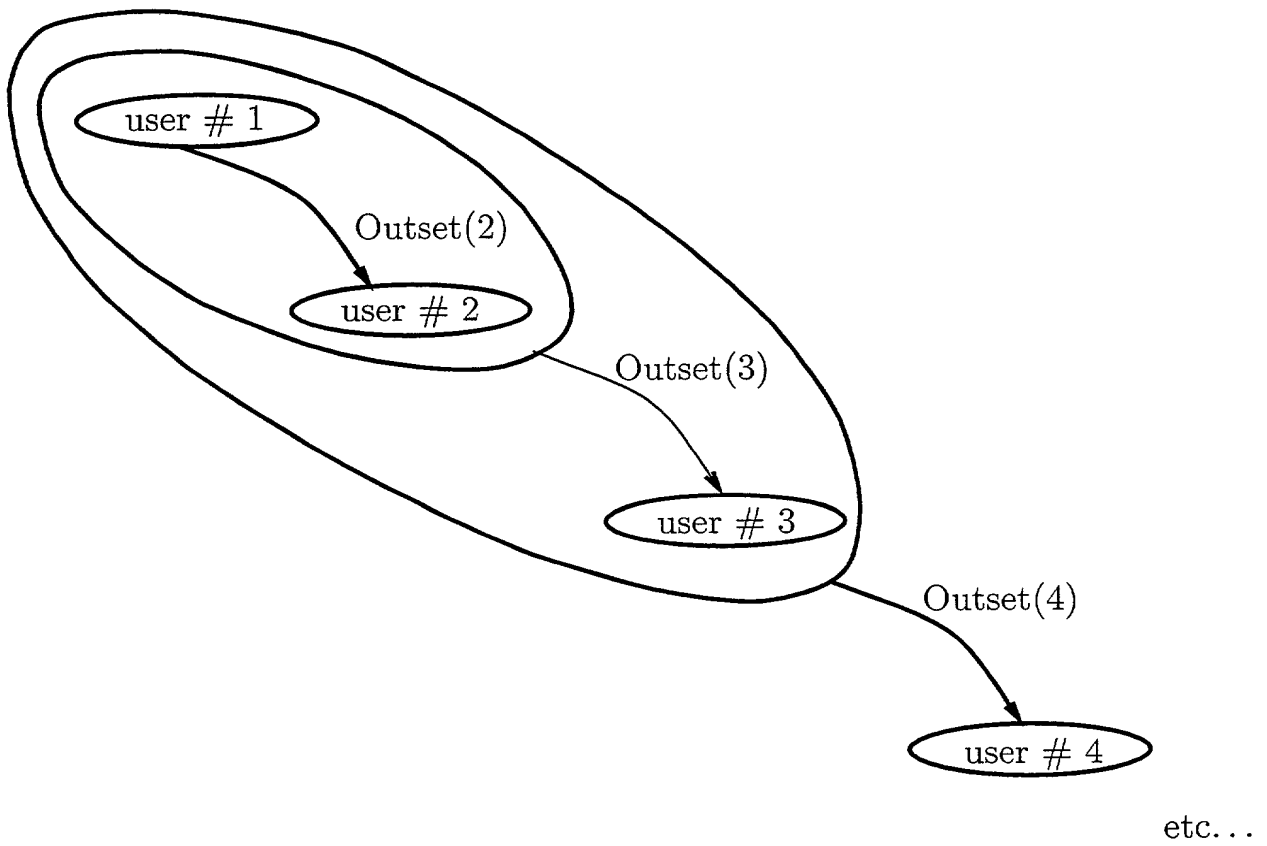 user # 1
Outset(2)
user # 2
Outset(3)
user # 3
Outset(4)
user # 4
etc...